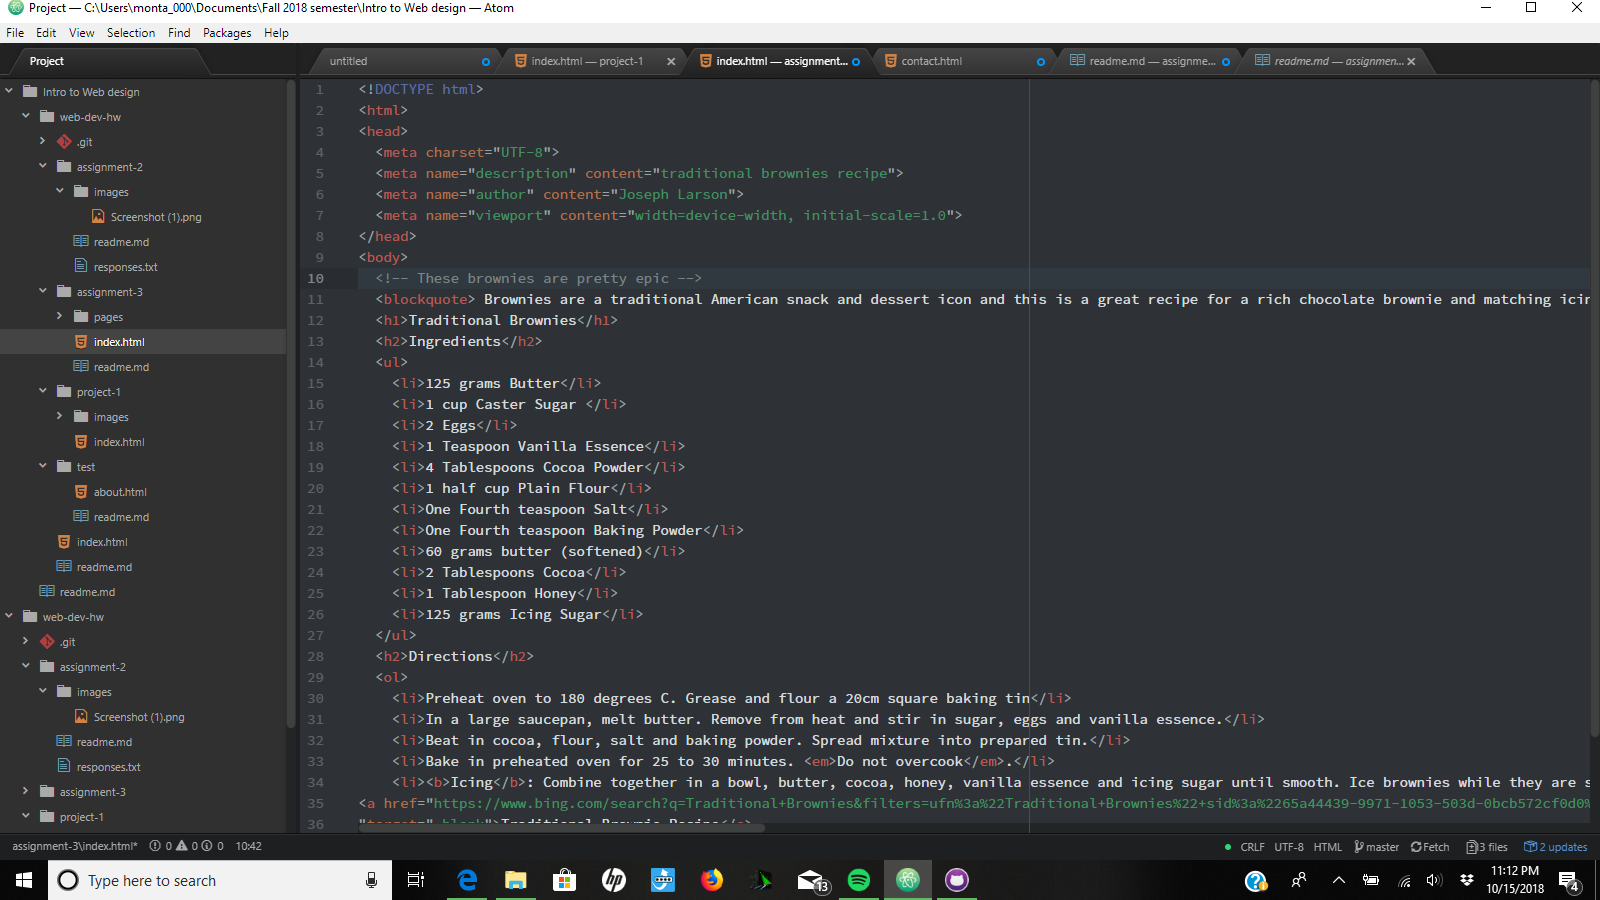 Project — C:\Users\monta_000\Documents\Fall 2018 semester\Intro to Web design — Atom
File Edit View Selection Find Packages Help
Project
untitled
index.html — project-1
index.html — assignment...
contact.html
readme.md — assignme...
readme.md — assignmen...
Intro to Web design
web-dev-hw
.git
assignment-2
images
Screenshot (1).png
readme.md
responses.txt
assignment-3
pages
index.html
readme.md
project-1
images
index.html
test
about.html
readme.md
index.html
readme.md
readme.md
web-dev-hw
.git
assignment-2
images
Screenshot (1).png
readme.md
responses.txt
assignment-3
project-1
1 <!DOCTYPE html>
2 <html>
3 <head>
4 <meta charset="UTF-8">
5 <meta name="description" content="traditional brownies recipe">
6 <meta name="author" content="Joseph Larson">
7 <meta name="viewport" content="width=device-width, initial-scale=1.0">
8 </head>
9 <body>
10 <!-- These brownies are pretty epic -->
11 <blockquote> Brownies are a traditional American snack and dessert icon and this is a great recipe for a rich chocolate brownie and matching icin
12 <h1>Traditional Brownies</h1>
13 <h2>Ingredients</h2>
14 <ul>
15 <li>125 grams Butter</li>
16 <li>1 cup Caster Sugar </li>
17 <li>2 Eggs</li>
18 <li>1 Teaspoon Vanilla Essence</li>
19 <li>4 Tablespoons Cocoa Powder</li>
20 <li>1 half cup Plain Flour</li>
21 <li>One Fourth teaspoon Salt</li>
22 <li>One Fourth teaspoon Baking Powder</li>
23 <li>60 grams butter (softened)</li>
24 <li>2 Tablespoons Cocoa</li>
25 <li>1 Tablespoon Honey</li>
26 <li>125 grams Icing Sugar</li>
27 </ul>
28 <h2>Directions</h2>
29 <ol>
30 <li>Preheat oven to 180 degrees C. Grease and flour a 20cm square baking tin</li>
31 <li>In a large saucepan, melt butter. Remove from heat and stir in sugar, eggs and vanilla essence.</li>
32 <li>Beat in cocoa, flour, salt and baking powder. Spread mixture into prepared tin.</li>
33 <li>Bake in preheated oven for 25 to 30 minutes. <em>Do not overcook</em>.</li>
34 <li><b>Icing</b>: Combine together in a bowl, butter, cocoa, honey, vanilla essence and icing sugar until smooth. Ice brownies while they are s
35 <a href="https://www.bing.com/search?q=Traditional+Brownies&filters=ufn%3a%22Traditional+Brownies%22+sid%3a%2265a44439-9971-1053-503d-0bcb572cf0d0%
36 "target="_blank">Traditional Brownie Recipe</a>
assignment-3\index.html* 0 0 0 10:42
CRLF UTF-8 HTML master Fetch 3 files 2 updates
Type here to search
13
11:12 PM
10/15/2018
4